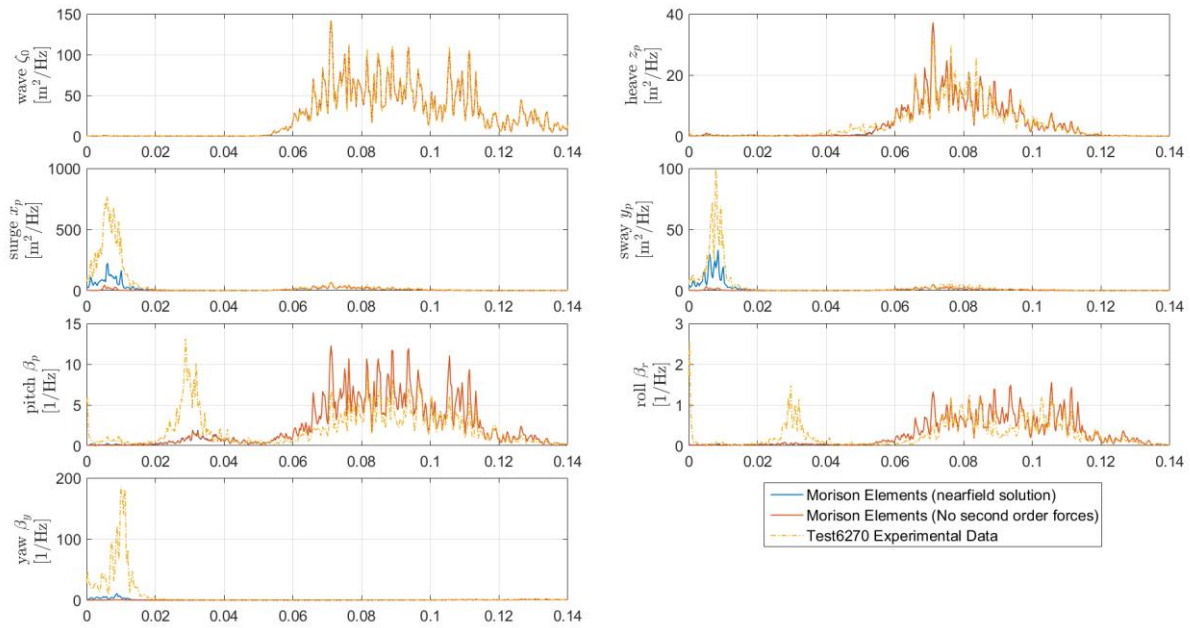 wave ζ₀
[m²/Hz]
150
100
50
0
0 0.02 0.04 0.06 0.08 0.1 0.12 0.14
heave z_p
[m²/Hz]
40
20
0
0 0.02 0.04 0.06 0.08 0.1 0.12 0.14
surge x_p
[m²/Hz]
1000
500
0
0 0.02 0.04 0.06 0.08 0.1 0.12 0.14
sway y_p
[m²/Hz]
100
50
0
0 0.02 0.04 0.06 0.08 0.1 0.12 0.14
pitch β_p
[1/Hz]
15
10
5
0
0 0.02 0.04 0.06 0.08 0.1 0.12 0.14
roll β_r
[1/Hz]
3
2
1
0
0 0.02 0.04 0.06 0.08 0.1 0.12 0.14
yaw β_y
[1/Hz]
200
100
0
0 0.02 0.04 0.06 0.08 0.1 0.12 0.14
Morison Elements (nearfield solution)
Morison Elements (No second order forces)
Test6270 Experimental Data